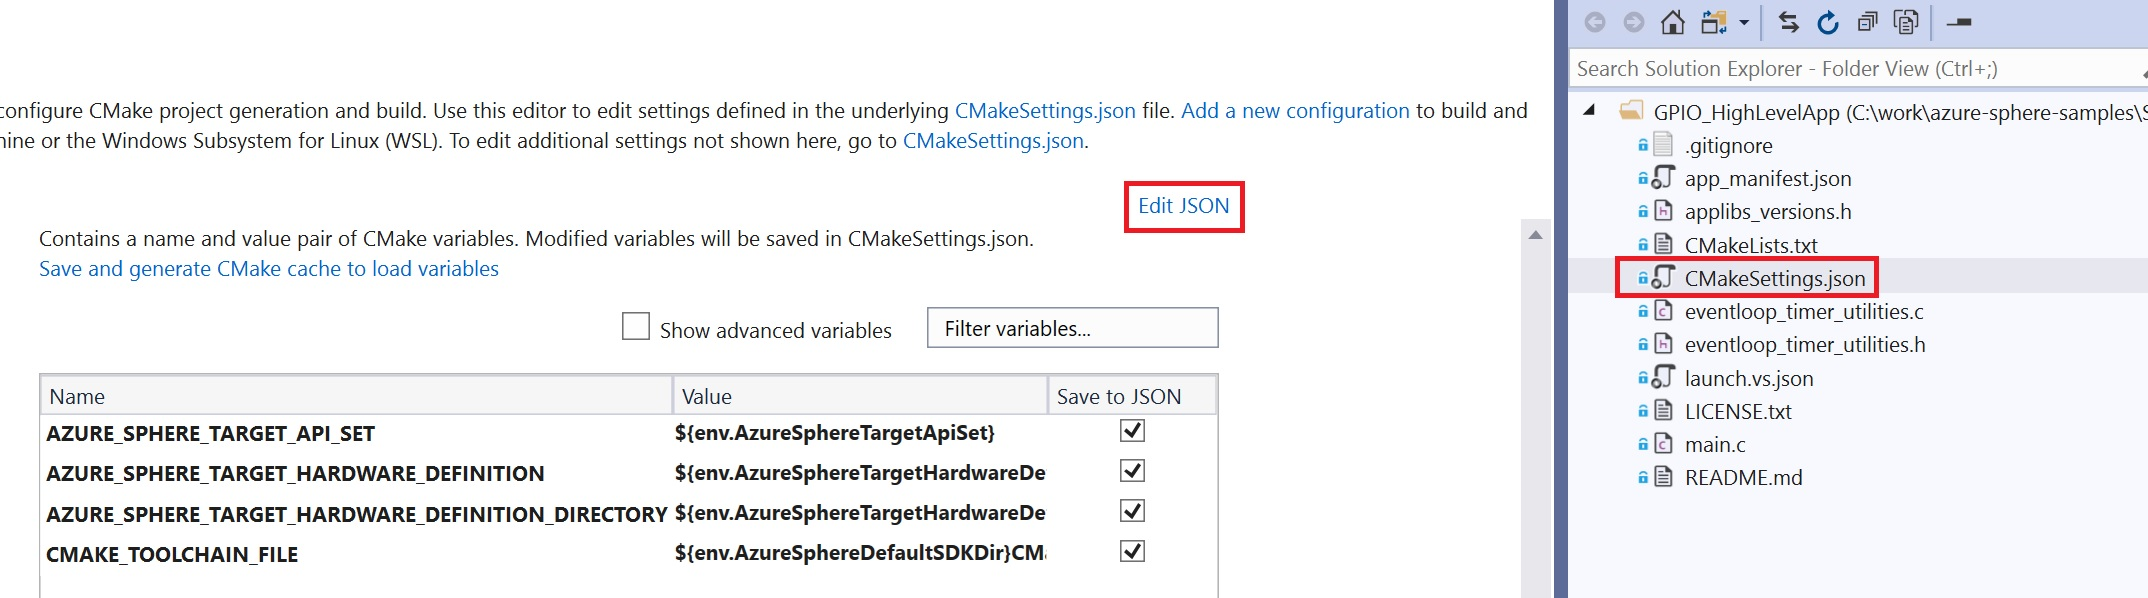 configure CMake project generation and build. Use this editor to edit settings defined in the underlying CMakeSettings.json file. Add a new configuration to build and
or the Windows Subsystem for Linux (WSL). To edit additional settings not shown here, go to CMakeSettings.json.
Edit JSON
Contains a name and value pair of CMake variables. Modified variables will be saved in CMakeSettings.json.
Save and generate CMake cache to load variables
Show advanced variables
Filter variables...
Name Value Save to JSON
AZURE_SPHERE_TARGET_API_SET ${env.AzureSphereTargetApiSet}
AZURE_SPHERE_TARGET_HARDWARE_DEFINITION ${env.AzureSphereTargetHardwareDe
AZURE_SPHERE_TARGET_HARDWARE_DEFINITION_DIRECTORY ${env.AzureSphereTargetHardwareDe
CMAKE_TOOLCHAIN_FILE ${env.AzureSphereDefaultSDKDir}CM
Search Solution Explorer - Folder View (Ctrl+;)
GPIO_HighLevelApp (C:\work\azure-sphere-samples\S
.gitignore
app_manifest.json
applibs_versions.h
CMakeLists.txt
CMakeSettings.json
eventloop_timer_utilities.c
eventloop_timer_utilities.h
launch.vs.json
LICENSE.txt
main.c
README.md